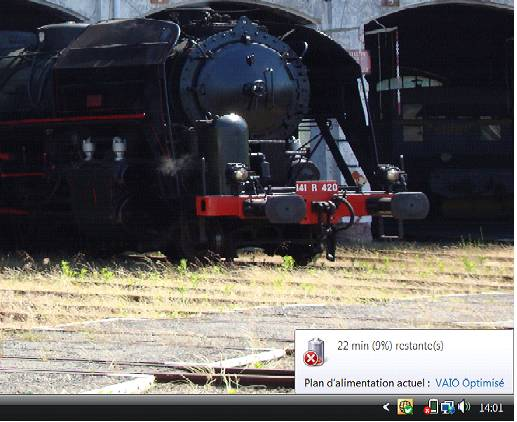 141 R 420
22 min (9%) restante(s)
Plan d'alimentation actuel : VAIO Optimisé
14:01